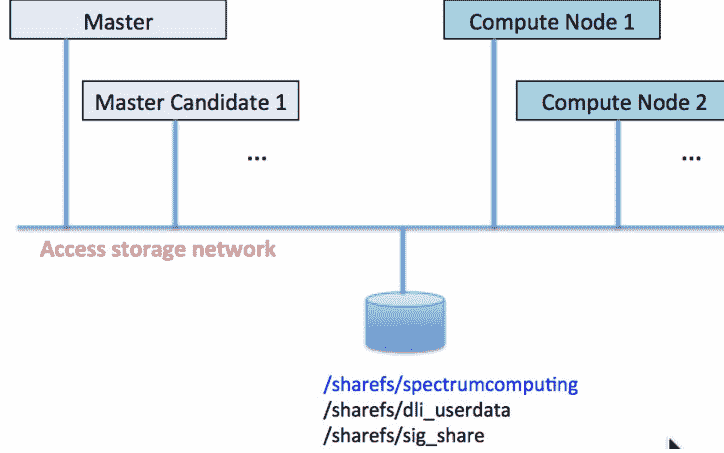 Master
Compute Node 1
Master Candidate 1
Compute Node 2
...
...
Access storage network
/sharefs/spectrumcomputing
/sharefs/dli_userdata
/sharefs/sig_share